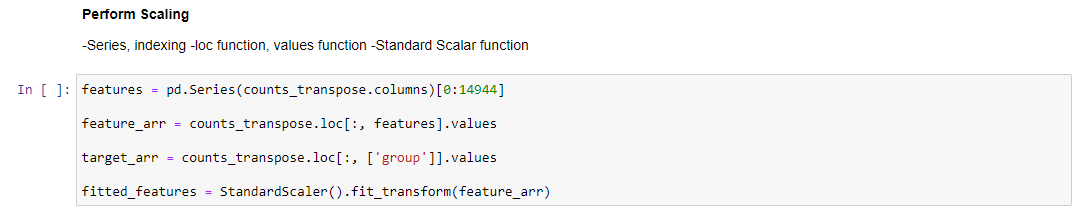 Perform Scaling
-Series, indexing -loc function, values function -Standard Scalar function
In [ ]: features = pd.Series(counts_transpose.columns)[0:14944]
feature_arr = counts_transpose.loc[:, features].values
target_arr = counts_transpose.loc[:, ['group']].values
fitted_features = StandardScaler().fit_transform(feature_arr)